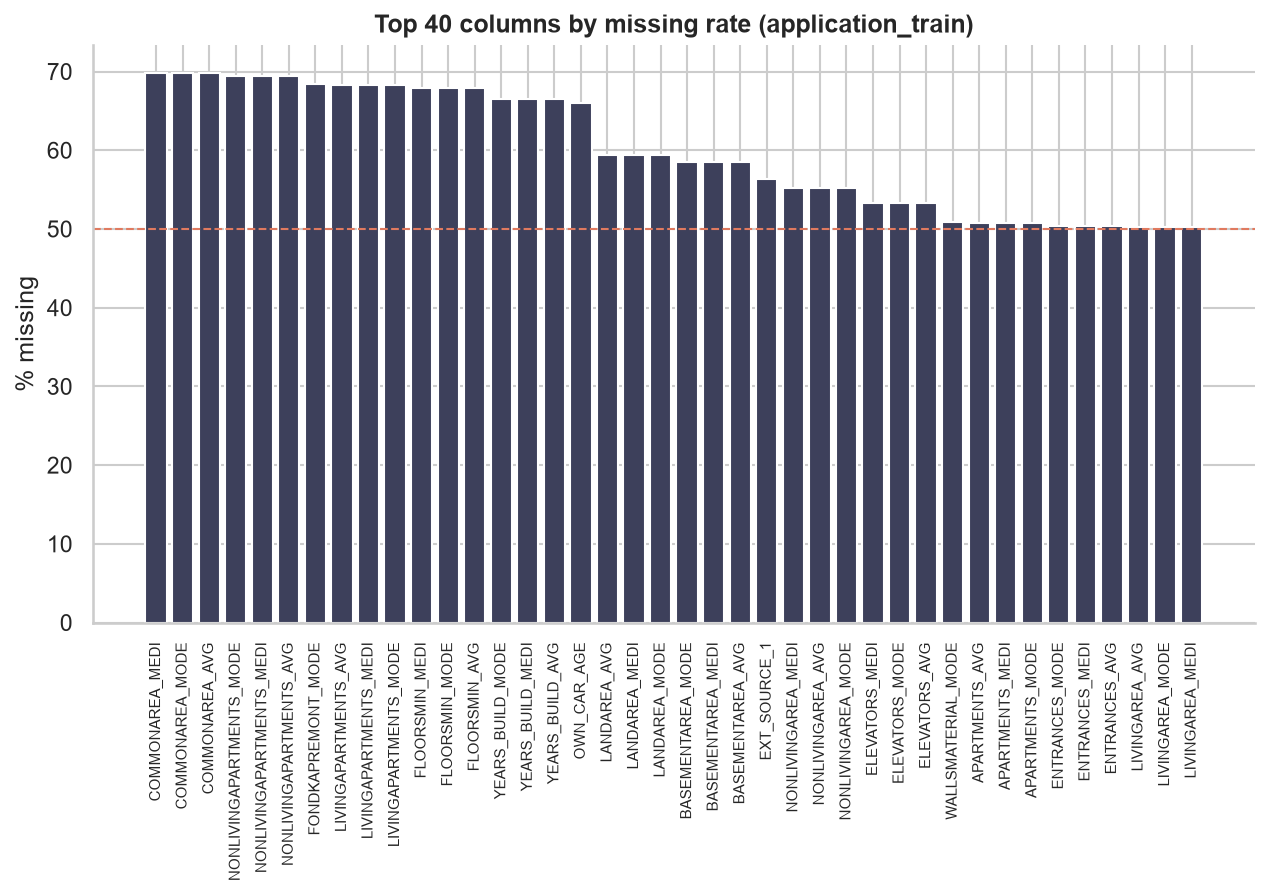 Top 40 columns by missing rate (application_train)
% missing
70
60
50
40
30
20
10
0
COMMONAREA_MEDI
COMMONAREA_MODE
COMMONAREA_AVG
NONLIVINGAPARTMENTS_MODE
NONLIVINGAPARTMENTS_MEDI
NONLIVINGAPARTMENTS_AVG
FONDKAPREMONT_MODE
LIVINGAPARTMENTS_AVG
LIVINGAPARTMENTS_MEDI
LIVINGAPARTMENTS_MODE
FLOORSMIN_MEDI
FLOORSMIN_MODE
FLOORSMIN_AVG
YEARS_BUILD_MODE
YEARS_BUILD_MEDI
YEARS_BUILD_AVG
OWN_CAR_AGE
LANDAREA_AVG
LANDAREA_MEDI
LANDAREA_MODE
BASEMENTAREA_MODE
BASEMENTAREA_MEDI
BASEMENTAREA_AVG
EXT_SOURCE_1
NONLIVINGAREA_MEDI
NONLIVINGAREA_AVG
NONLIVINGAREA_MODE
ELEVATORS_MEDI
ELEVATORS_MODE
ELEVATORS_AVG
WALLSMATERIAL_MODE
APARTMENTS_AVG
APARTMENTS_MEDI
APARTMENTS_MODE
ENTRANCES_MODE
ENTRANCES_MEDI
ENTRANCES_AVG
LIVINGAREA_AVG
LIVINGAREA_MODE
LIVINGAREA_MEDI